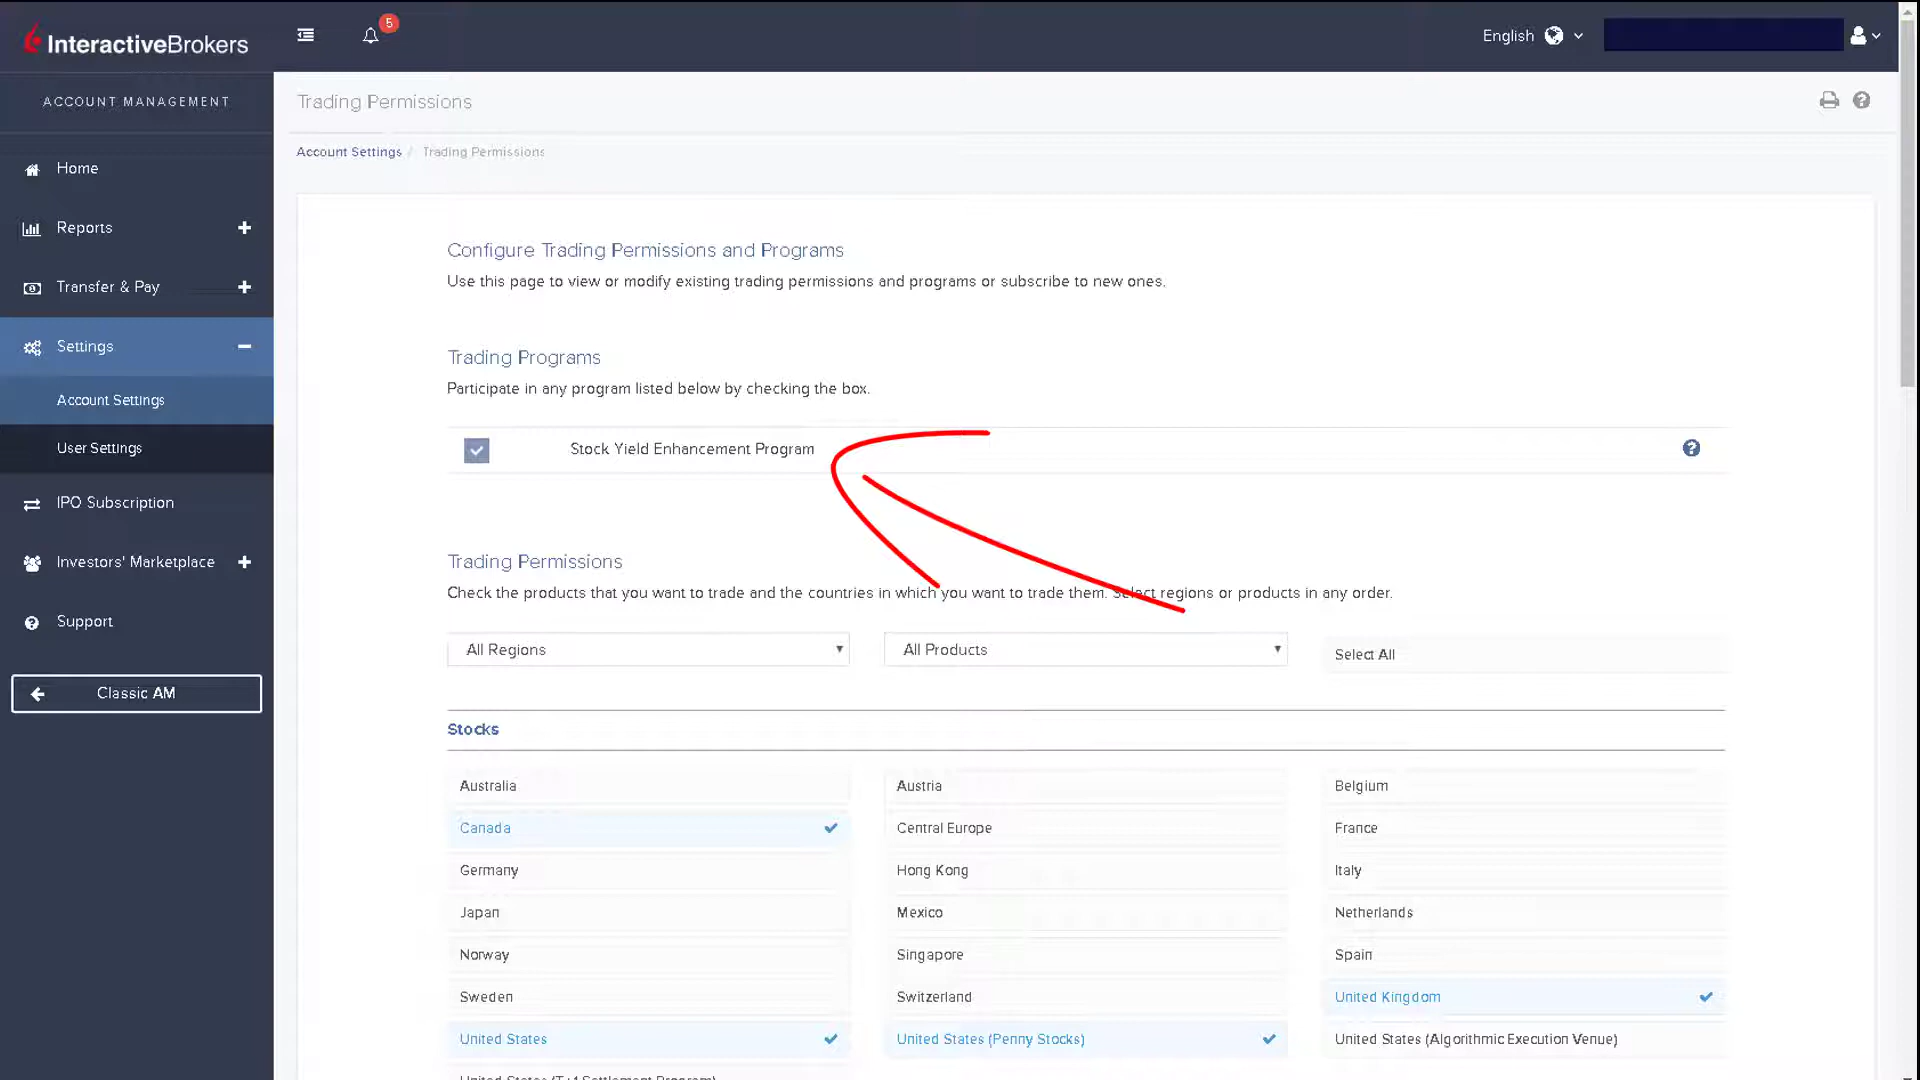 InteractiveBrokers
5
English
ACCOUNT MANAGEMENT
Trading Permissions
Account Settings / Trading Permissions
Home
Reports
Transfer & Pay
Settings
Account Settings
User Settings
IPO Subscription
Investors' Marketplace
Support
Classic AM
Configure Trading Permissions and Programs
Use this page to view or modify existing trading permissions and programs or subscribe to new ones.
Trading Programs
Participate in any program listed below by checking the box.
Stock Yield Enhancement Program
Trading Permissions
Check the products that you want to trade and the countries in which you want to trade them. Select regions or products in any order.
All Regions
All Products
Select All
Stocks
Australia
Austria
Belgium
Canada
Central Europe
France
Germany
Hong Kong
Italy
Japan
Mexico
Netherlands
Norway
Singapore
Spain
Sweden
Switzerland
United Kingdom
United States
United States (Penny Stocks)
United States (Algorithmic Execution Venue)
United States (T+1 Settlement Program)